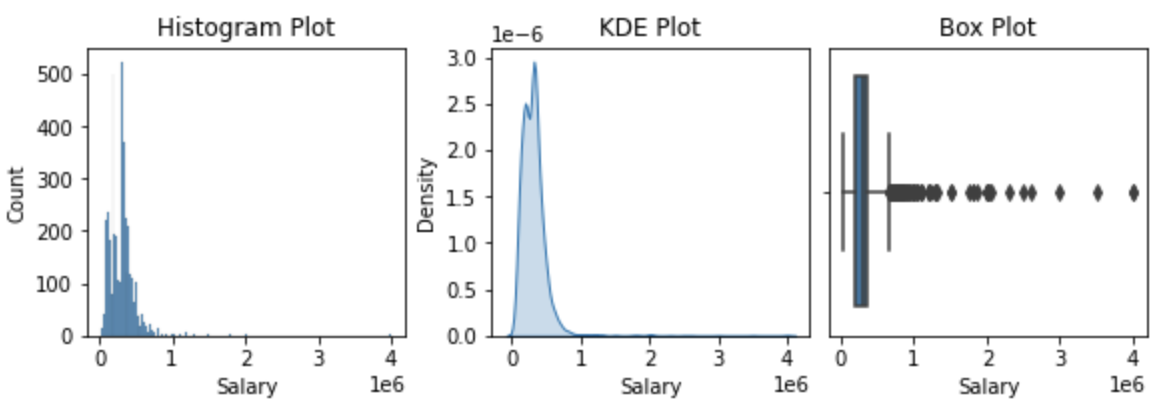 Histogram Plot
500
400
300
200
100
0
Count
0 1 2 3 4
1e6
Salary
KDE Plot
1e−6
3.0
2.5
2.0
1.5
1.0
0.5
0.0
Density
0 1 2 3 4
1e6
Salary
Box Plot
0 1 2 3 4
1e6
Salary